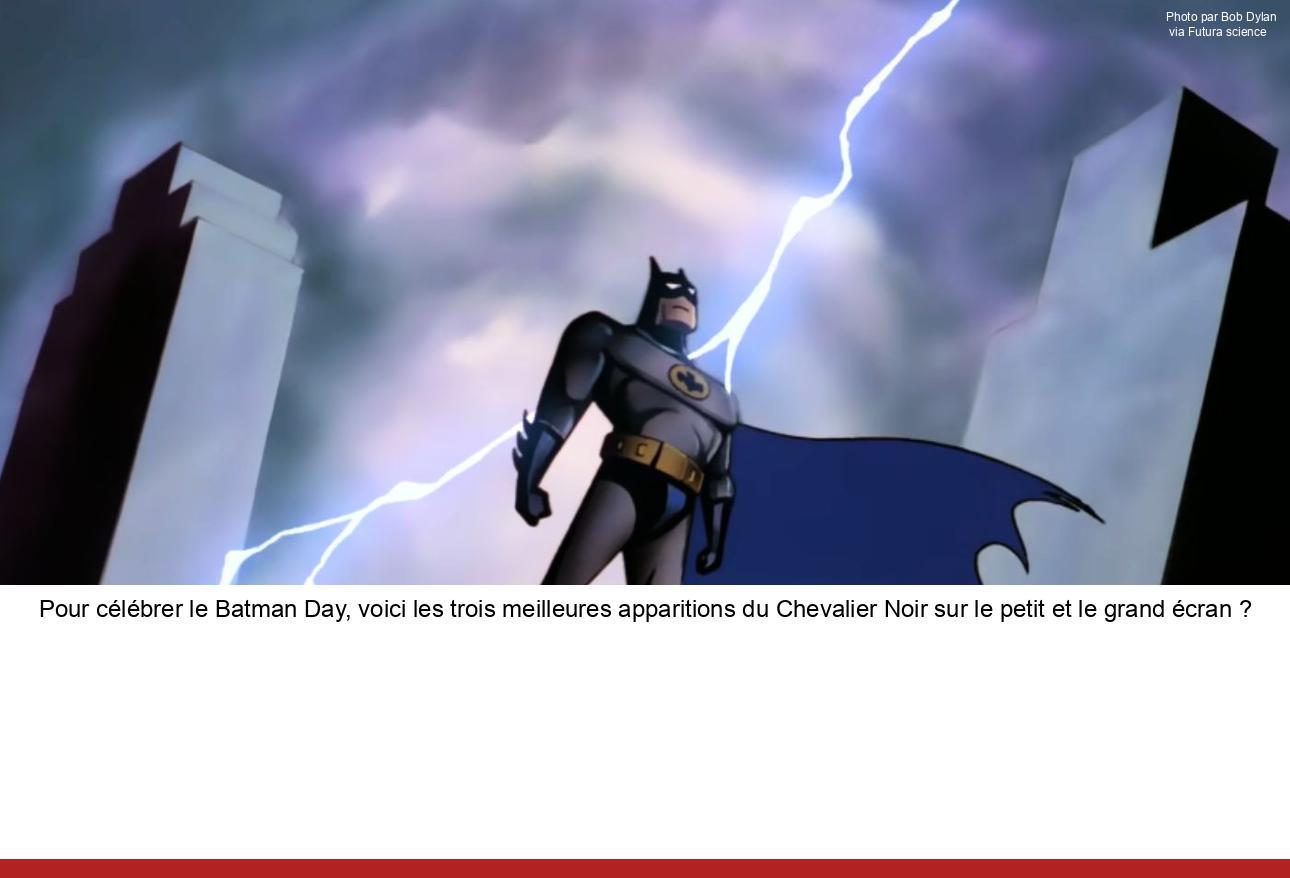 Photo par Bob Dylan
via Futura science
Pour célébrer le Batman Day, voici les trois meilleures apparitions du Chevalier Noir sur le petit et le grand écran ?